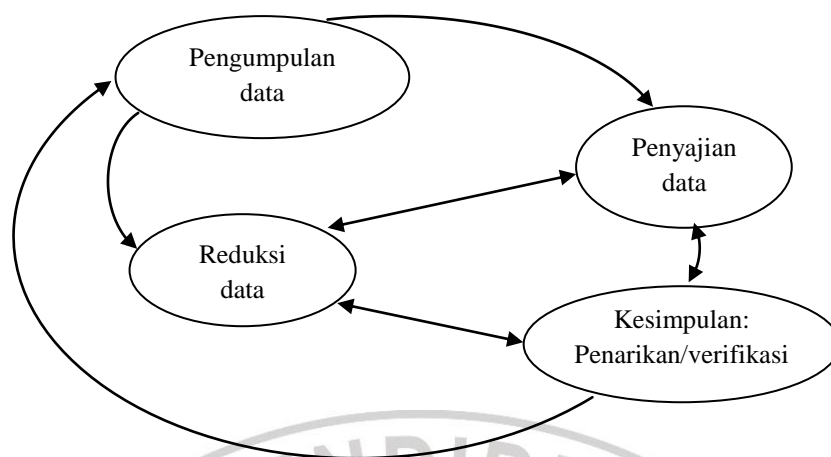 Pengumpulan
data
Penyajian
data
Reduksi
data
Kesimpulan:
Penarikan/verifikasi